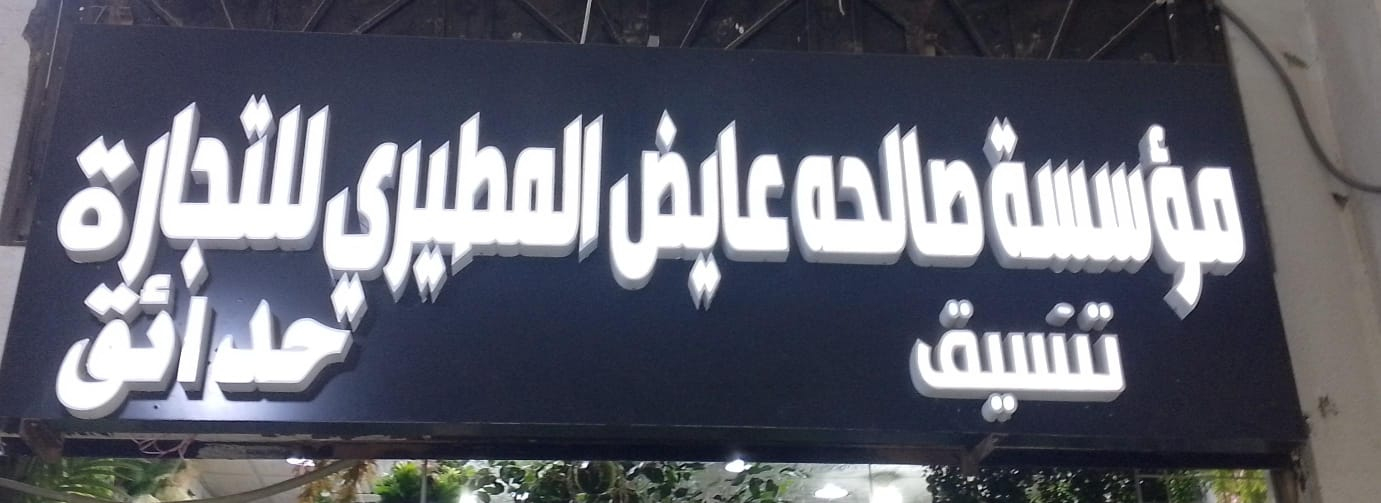 مؤسسة صالحه عايض المطيري للتجارة
تنسيق حدائق